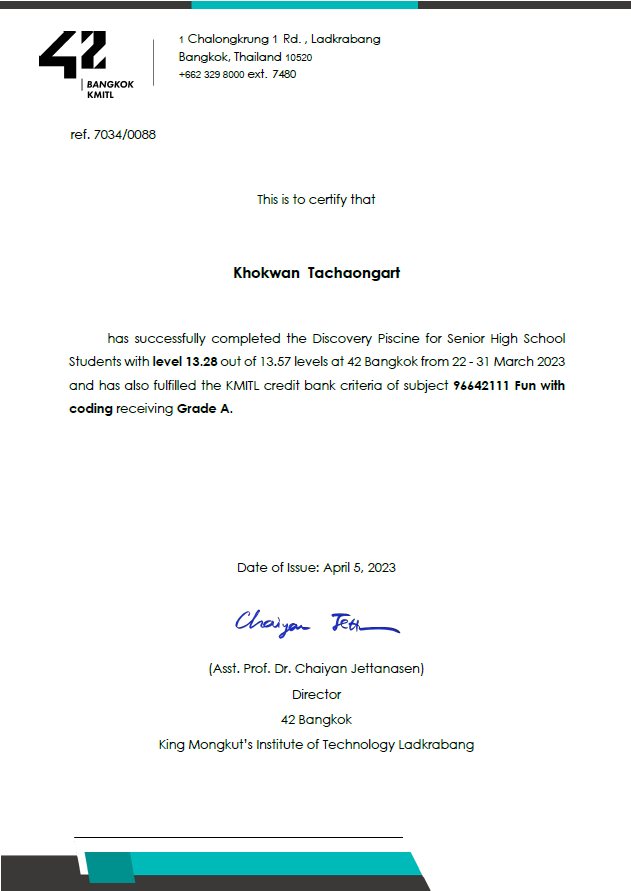 42
BANGKOK
KMITL
1 Chalongkrung 1 Rd. , Ladkrabang
Bangkok, Thailand 10520
+662 329 8000 ext. 7480
ref. 7034/0088
This is to certify that
Khokwan Tachaongart
has successfully completed the Discovery Piscine for Senior High School
Students with level 13.28 out of 13.57 levels at 42 Bangkok from 22 - 31 March 2023
and has also fulfilled the KMITL credit bank criteria of subject 96642111 Fun with
coding receiving Grade A.
Date of Issue: April 5, 2023
Chaiyan Jett
(Asst. Prof. Dr. Chaiyan Jettanasen)
Director
42 Bangkok
King Mongkut's Institute of Technology Ladkrabang